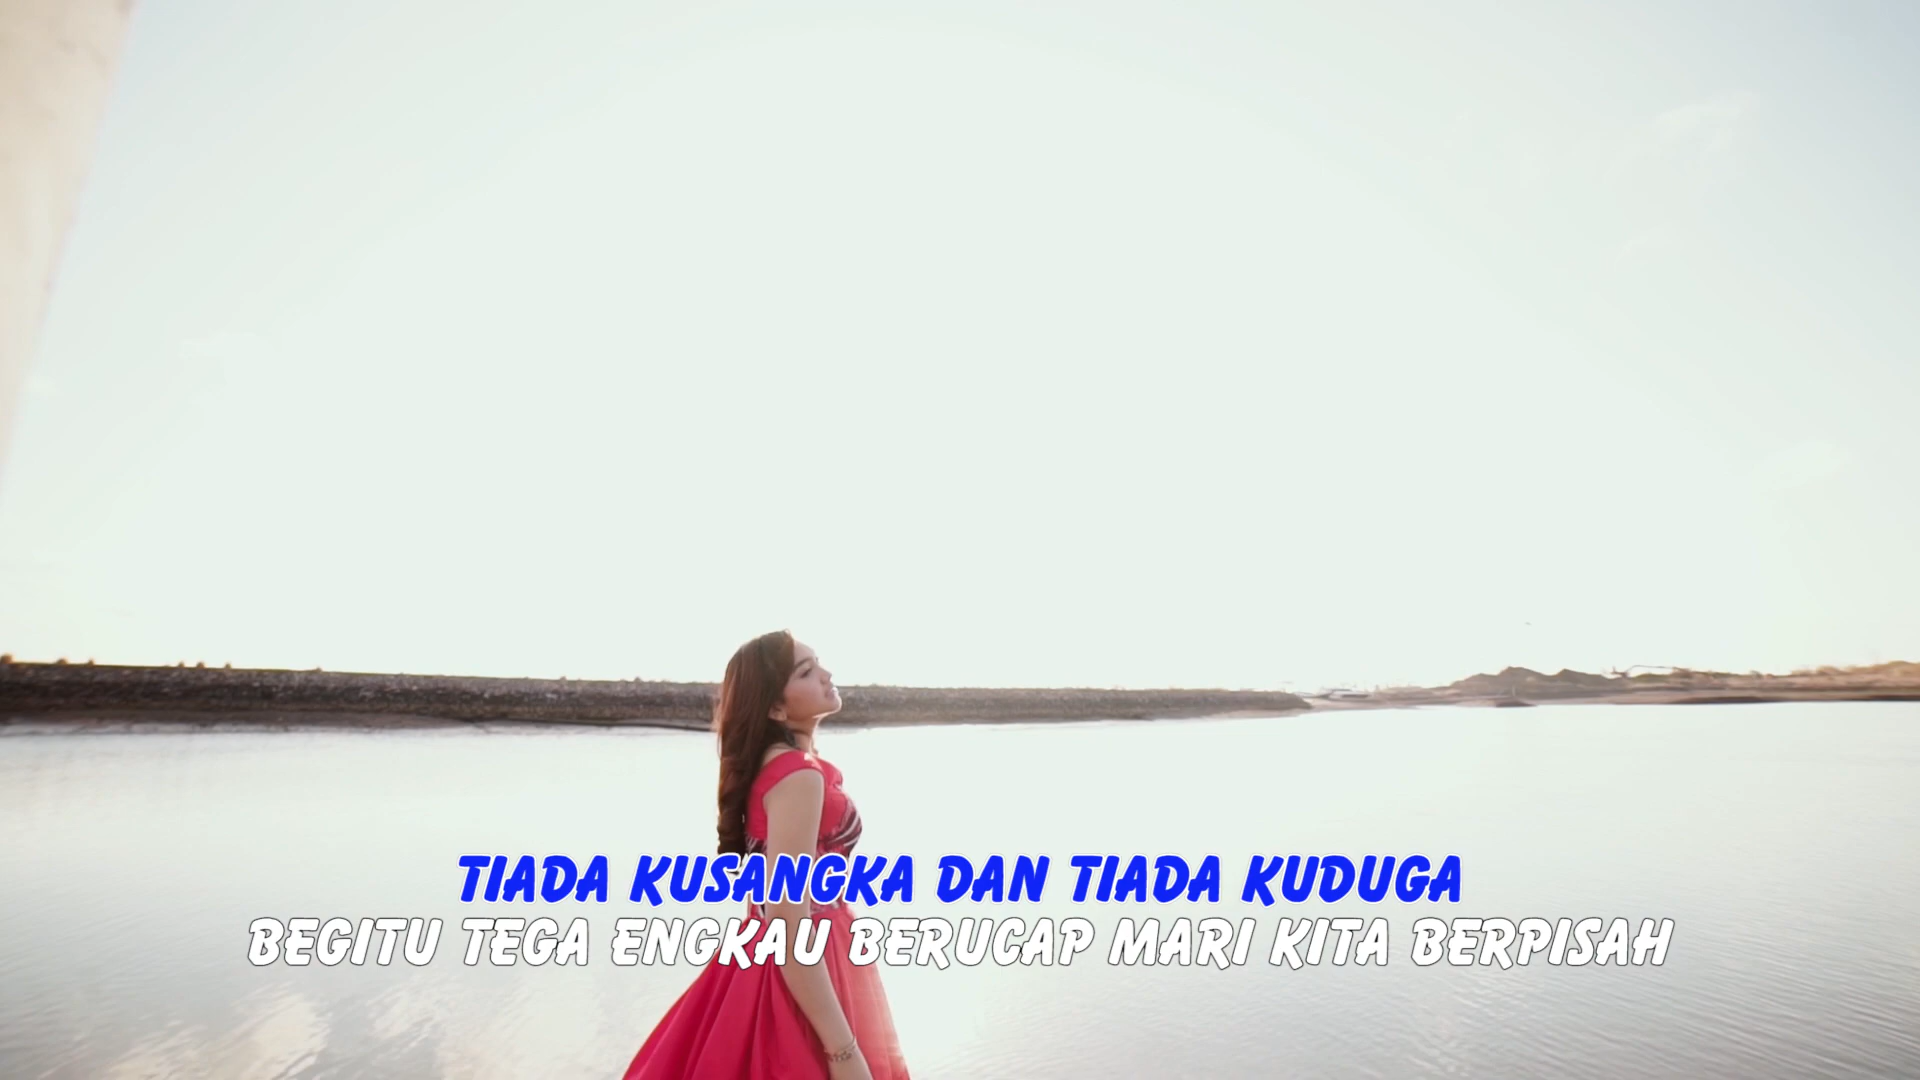 TIADA KUSANGKA DAN TIADA KUDUGA
BEGITU TEGA ENGKAU BERUCAP MARI KITA BERPISAH